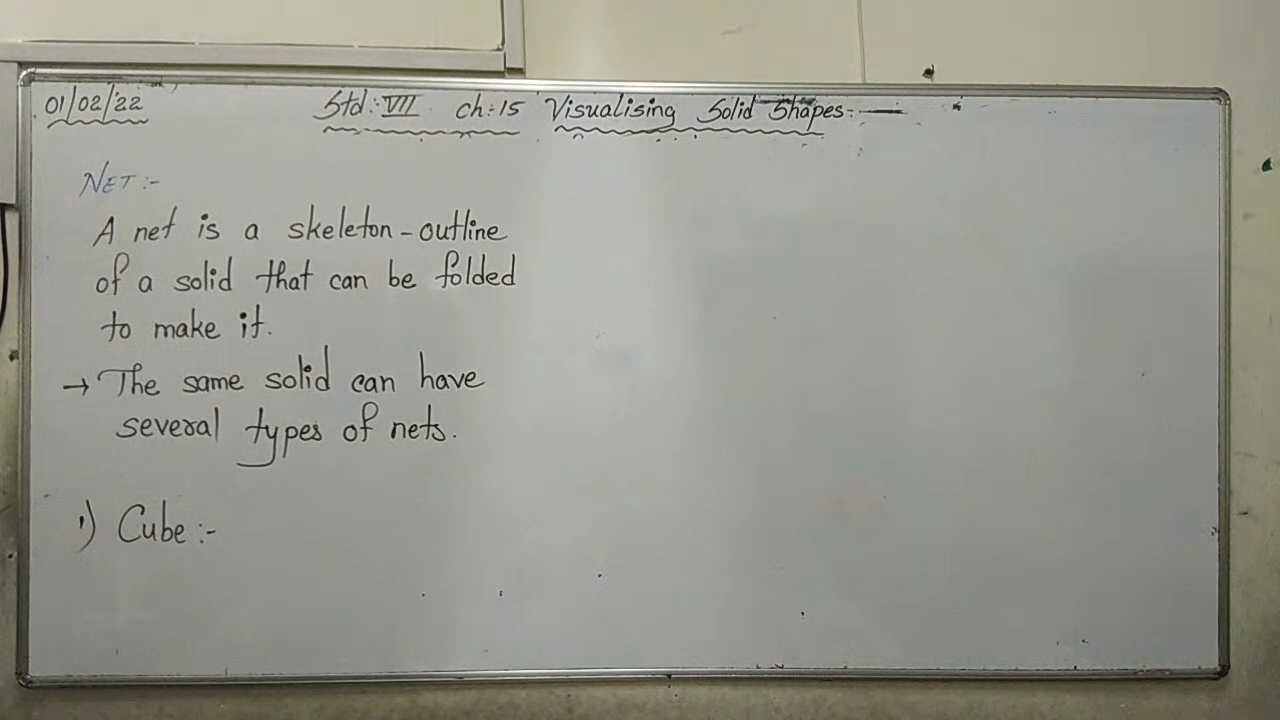 01/02/22 Std:VII. ch:15 Visualising Solid Shapes:-
NET:-
A net is a skeleton-outline
of a solid that can be folded
to make it.
→ The same solid can have
several types of nets.
1) Cube:-